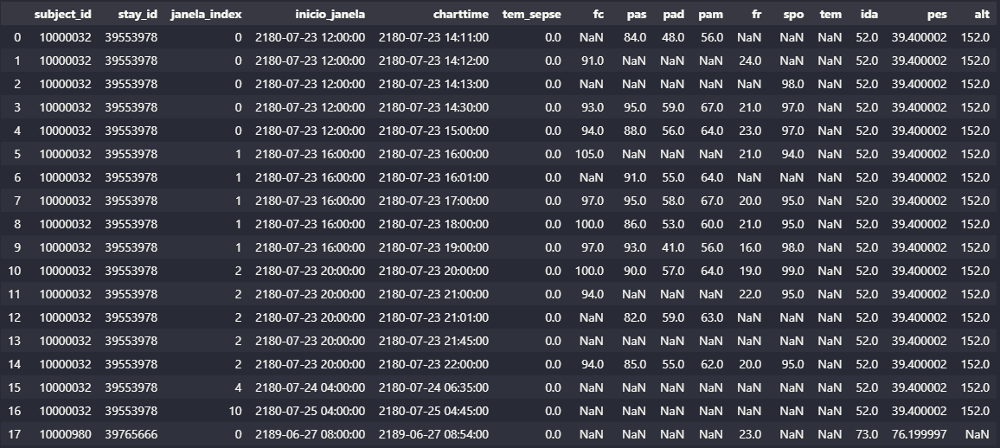 subject_id stay_id janela_index inicio_janela charttime tem_sepse fc pas pad pam fr spo tem ida pes alt
0 10000032 39553978 0 2180-07-23 12:00:00 2180-07-23 14:11:00 0.0 NaN 84.0 48.0 56.0 NaN NaN NaN 52.0 39.400002 152.0
1 10000032 39553978 0 2180-07-23 12:00:00 2180-07-23 14:12:00 0.0 91.0 NaN NaN NaN 24.0 NaN NaN 52.0 39.400002 152.0
2 10000032 39553978 0 2180-07-23 12:00:00 2180-07-23 14:13:00 0.0 NaN NaN NaN NaN NaN 98.0 NaN 52.0 39.400002 152.0
3 10000032 39553978 0 2180-07-23 12:00:00 2180-07-23 14:30:00 0.0 93.0 95.0 59.0 67.0 21.0 97.0 NaN 52.0 39.400002 152.0
4 10000032 39553978 0 2180-07-23 12:00:00 2180-07-23 15:00:00 0.0 94.0 88.0 56.0 64.0 23.0 97.0 NaN 52.0 39.400002 152.0
5 10000032 39553978 1 2180-07-23 16:00:00 2180-07-23 16:00:00 0.0 105.0 NaN NaN NaN 21.0 94.0 NaN 52.0 39.400002 152.0
6 10000032 39553978 1 2180-07-23 16:00:00 2180-07-23 16:01:00 0.0 NaN 91.0 55.0 64.0 NaN NaN NaN 52.0 39.400002 152.0
7 10000032 39553978 1 2180-07-23 16:00:00 2180-07-23 17:00:00 0.0 97.0 95.0 58.0 67.0 20.0 95.0 NaN 52.0 39.400002 152.0
8 10000032 39553978 1 2180-07-23 16:00:00 2180-07-23 18:00:00 0.0 100.0 86.0 53.0 60.0 21.0 95.0 NaN 52.0 39.400002 152.0
9 10000032 39553978 1 2180-07-23 16:00:00 2180-07-23 19:00:00 0.0 97.0 93.0 41.0 56.0 16.0 98.0 NaN 52.0 39.400002 152.0
10 10000032 39553978 2 2180-07-23 20:00:00 2180-07-23 20:00:00 0.0 100.0 90.0 57.0 64.0 19.0 99.0 NaN 52.0 39.400002 152.0
11 10000032 39553978 2 2180-07-23 20:00:00 2180-07-23 21:00:00 0.0 94.0 NaN NaN NaN 22.0 95.0 NaN 52.0 39.400002 152.0
12 10000032 39553978 2 2180-07-23 20:00:00 2180-07-23 21:01:00 0.0 NaN 82.0 59.0 63.0 NaN NaN NaN 52.0 39.400002 152.0
13 10000032 39553978 2 2180-07-23 20:00:00 2180-07-23 21:45:00 0.0 NaN NaN NaN NaN NaN NaN NaN 52.0 39.400002 152.0
14 10000032 39553978 2 2180-07-23 20:00:00 2180-07-23 22:00:00 0.0 94.0 85.0 55.0 62.0 20.0 95.0 NaN 52.0 39.400002 152.0
15 10000032 39553978 4 2180-07-24 04:00:00 2180-07-24 06:35:00 0.0 NaN NaN NaN NaN NaN NaN NaN 52.0 39.400002 152.0
16 10000032 39553978 10 2180-07-25 04:00:00 2180-07-25 04:45:00 0.0 NaN NaN NaN NaN NaN NaN NaN 52.0 39.400002 152.0
17 10000980 39765666 0 2189-06-27 08:00:00 2189-06-27 08:54:00 0.0 NaN NaN NaN NaN 23.0 NaN NaN 73.0 76.199997 NaN